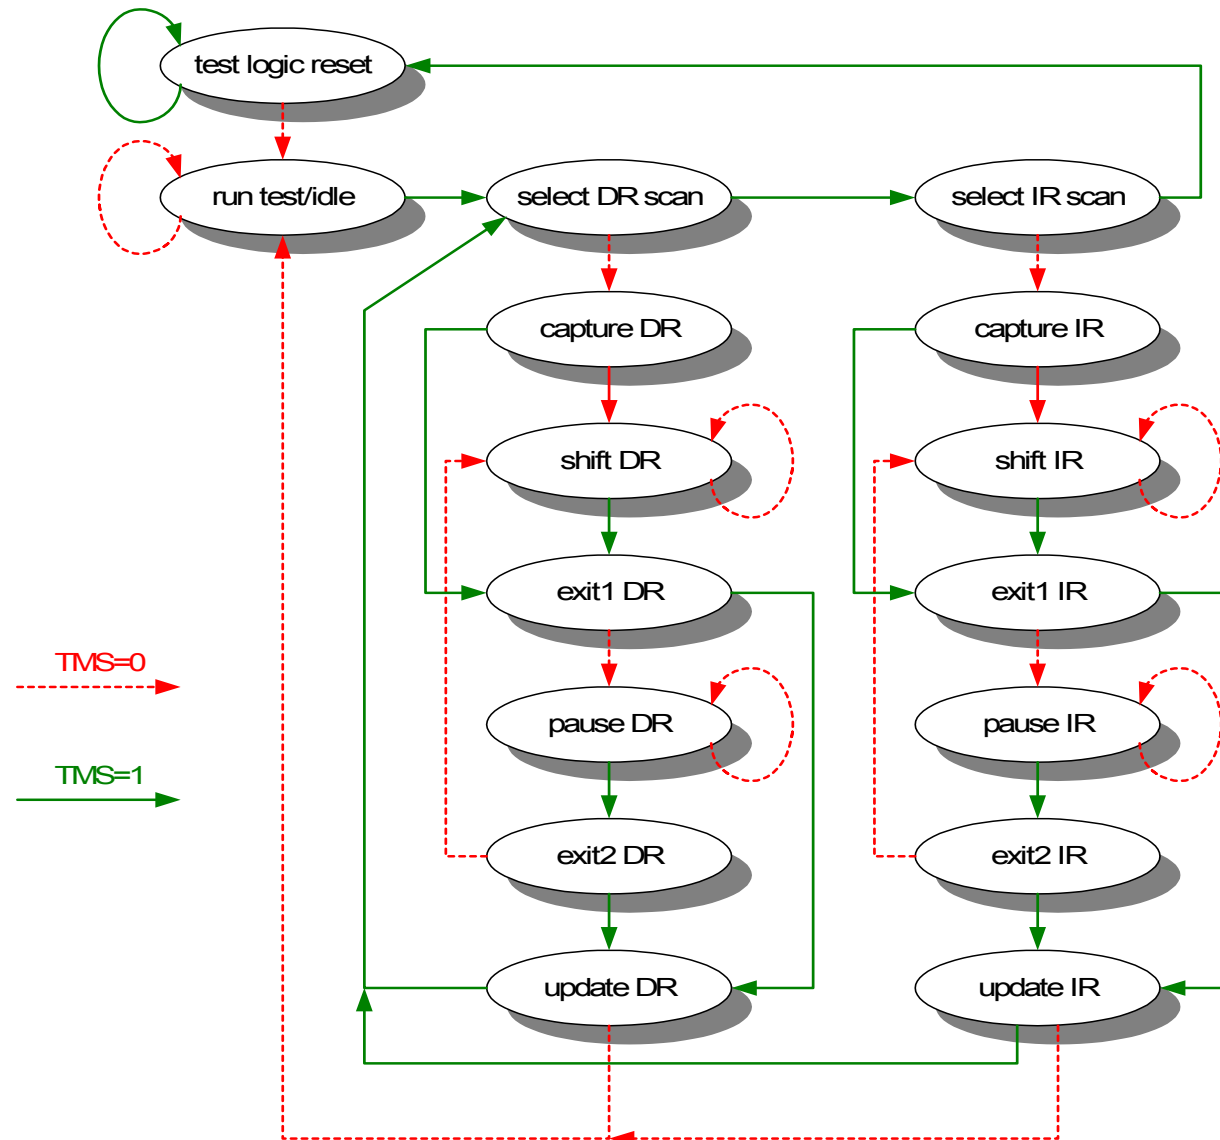 test logic reset
run test/idle
select DR scan
select IR scan
capture DR
capture IR
shift DR
shift IR
exit1 DR
exit1 IR
TMS=0
pause DR
pause IR
TMS=1
exit2 DR
exit2 IR
update DR
update IR